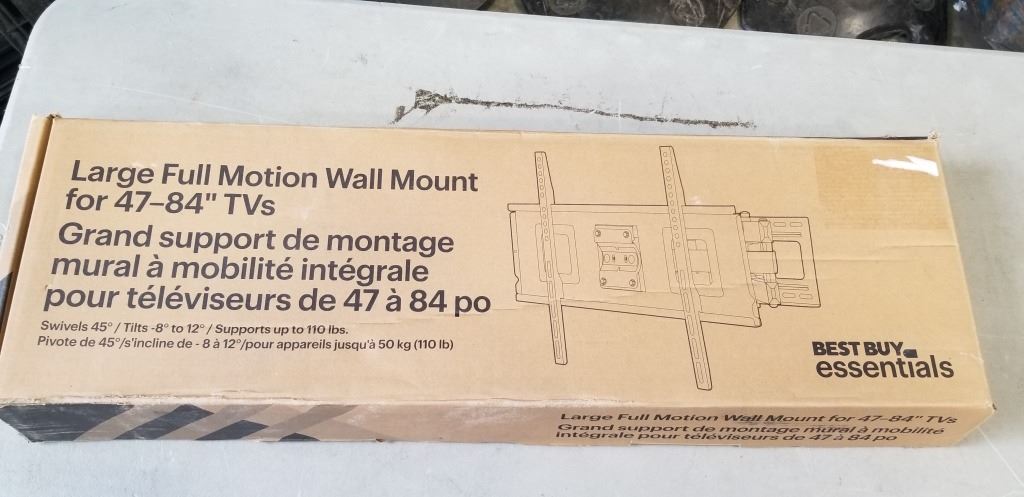 Large Full Motion Wall Mount
for 47–84" TVs
Grand support de montage
mural à mobilité intégrale
pour téléviseurs de 47 à 84 po
Swivels 45° / Tilts -8° to 12° / Supports up to 110 lbs.
Pivote de 45°/s'incline de - 8 à 12°/pour appareils jusqu'à 50 kg (110 lb)
BEST BUY
essentials
Large Full Motion Wall Mount for 47–84" TVs
Grand support de montage mural à mobilité
intégrale pour téléviseurs de 47 à 84 po